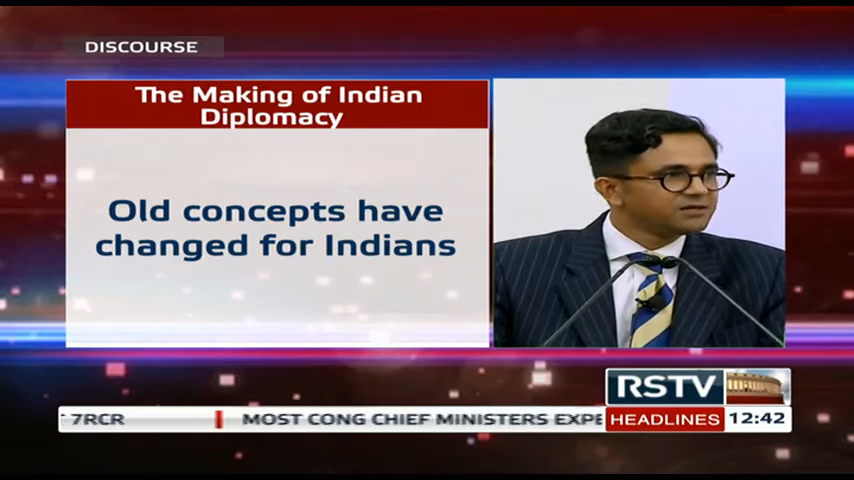 DISCOURSE
The Making of Indian
Diplomacy
Old concepts have
changed for Indians
RSTV
7RCR
MOST CONG CHIEF MINISTERS EXPE
HEADLINES
12:42